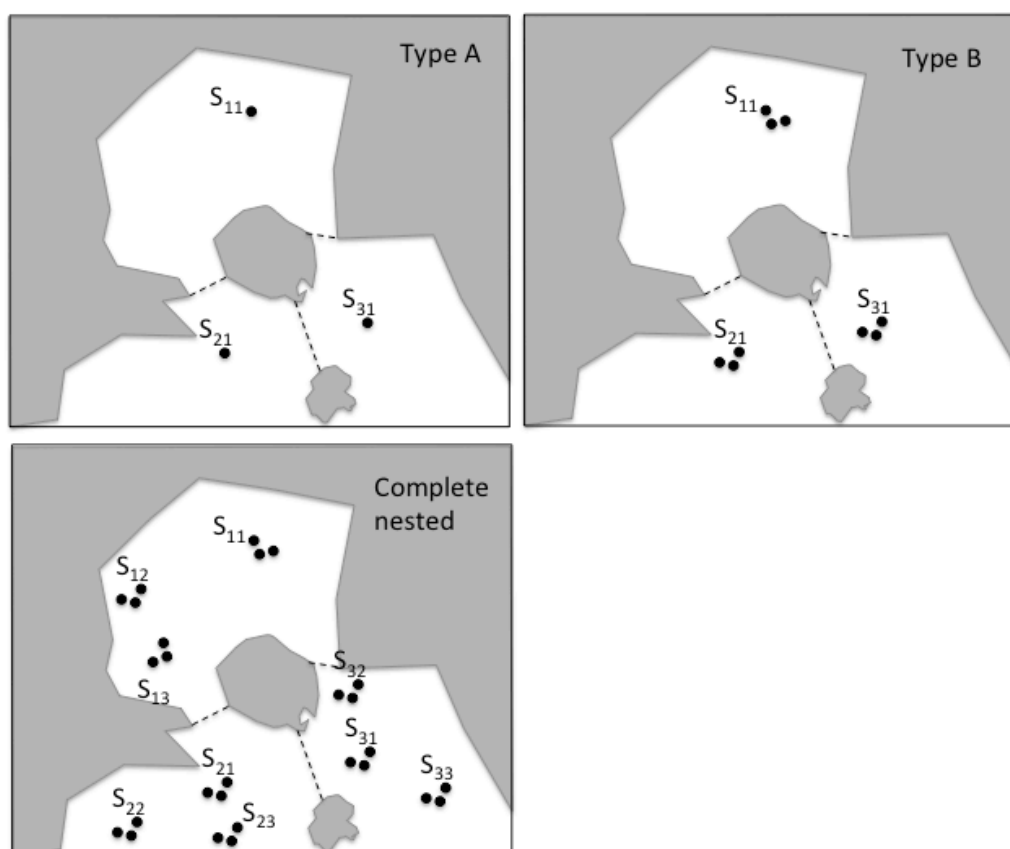 Type A
S₁₁
S₃₁
S₂₁
Type B
S₁₁
S₃₁
S₂₁
Complete
nested
S₁₁
S₁₂
S₁₃
S₃₂
S₃₁
S₂₁
S₃₃
S₂₂
S₂₃